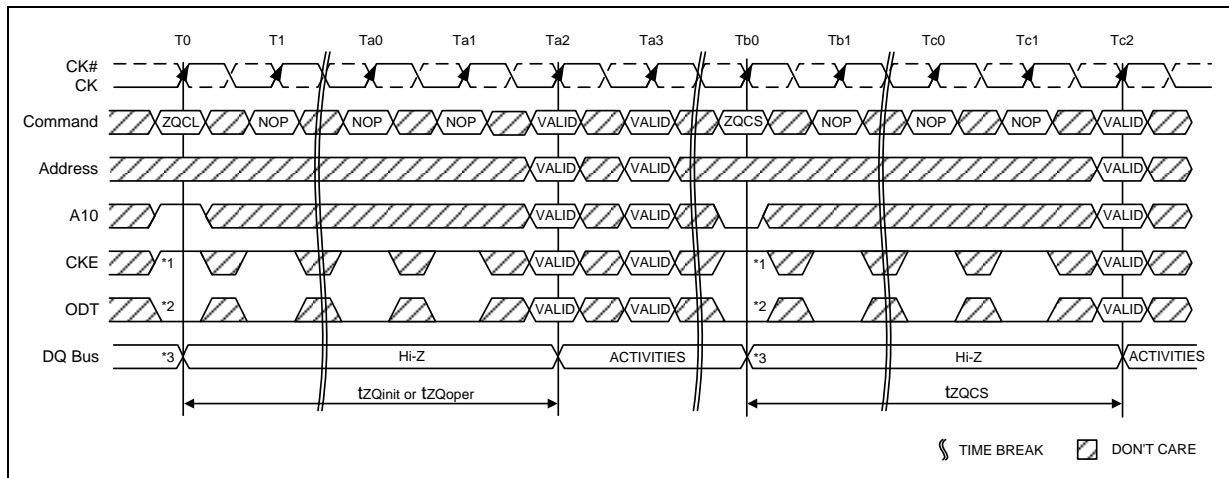 T0 T1 Ta0 Ta1 Ta2 Ta3 Tb0 Tb1 Tc0 Tc1 Tc2
CK#
CK
Command ZQCL NOP NOP NOP VALID VALID ZQCS NOP NOP NOP VALID
Address VALID VALID VALID
A10 VALID VALID VALID
CKE *1 VALID VALID *1 VALID
ODT *2 VALID VALID *2 VALID
DQ Bus *3 Hi-Z ACTIVITIES *3 Hi-Z ACTIVITIES
tZQinit or tZQoper tZQCS
TIME BREAK DON'T CARE